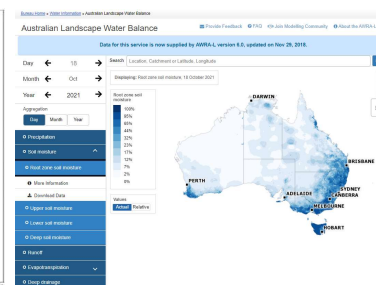 Bureau Home » Water Information » Australian Landscape Water Balance
Australian Landscape Water Balance
Provide Feedback FAQ Join Modelling Community About the AWRA-L
Data for this service is now supplied by AWRA-L version 6.0, updated on Nov 29, 2018.
Day ← 18 →
Month ← Oct →
Year ← 2021 →
Aggregation
Day Month Year
Precipitation
Soil moisture
Root zone soil moisture
More Information
Download Data
Upper soil moisture
Lower soil moisture
Deep soil moisture
Runoff
Evapotranspiration
Deep drainage
Search Location, Catchment or Latitude, Longitude
Displaying: Root zone soil moisture, 18 October 2021
Root zone soil
moisture
100%
85%
65%
44%
32%
23%
17%
12%
7%
2%
0%
Values
Actual Relative
DARWIN
BRISBANE
PERTH
ADELAIDE
SYDNEY
CANBERRA
MELBOURNE
HOBART